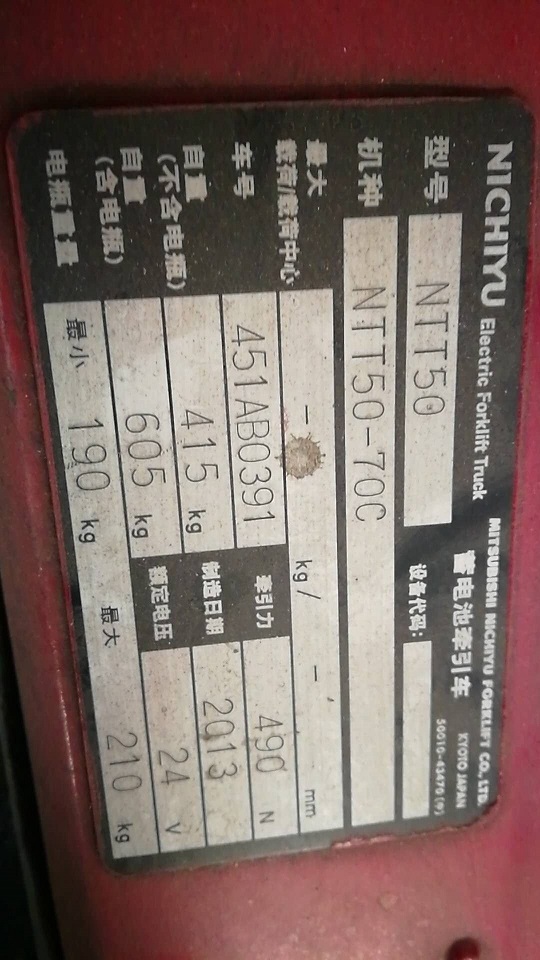 NICHIYU Electric Forklift Truck MITSUBISHI NICHIYU FORKLIFT CO., LTD.
蓄电池牵引车 KYOTO JAPAN
50010-43470(9)
型号 NTT50 设备代码:
机种 NTT50-70C
最大
载荷/载荷中心 - kg / - mm
车号 451AB0391 牵引力 490 N
自重
(不含电瓶) 415 kg 制造日期 2013
自重
(含电瓶) 605 kg 额定电压 24 V
电瓶重量 最小 190 kg 最大 210 kg